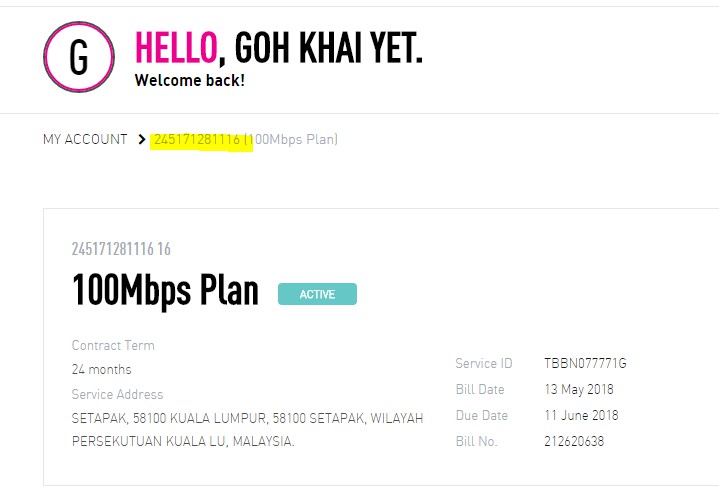 G
HELLO, GOH KHAI YET.
Welcome back!
MY ACCOUNT > 245171281116 (100Mbps Plan)
245171281116 16
100Mbps Plan ACTIVE
Contract Term
24 months
Service Address
SETAPAK, 58100 KUALA LUMPUR, 58100 SETAPAK, WILAYAH
PERSEKUTUAN KUALA LU, MALAYSIA.
Service ID TBBN077771G
Bill Date 13 May 2018
Due Date 11 June 2018
Bill No. 212620638